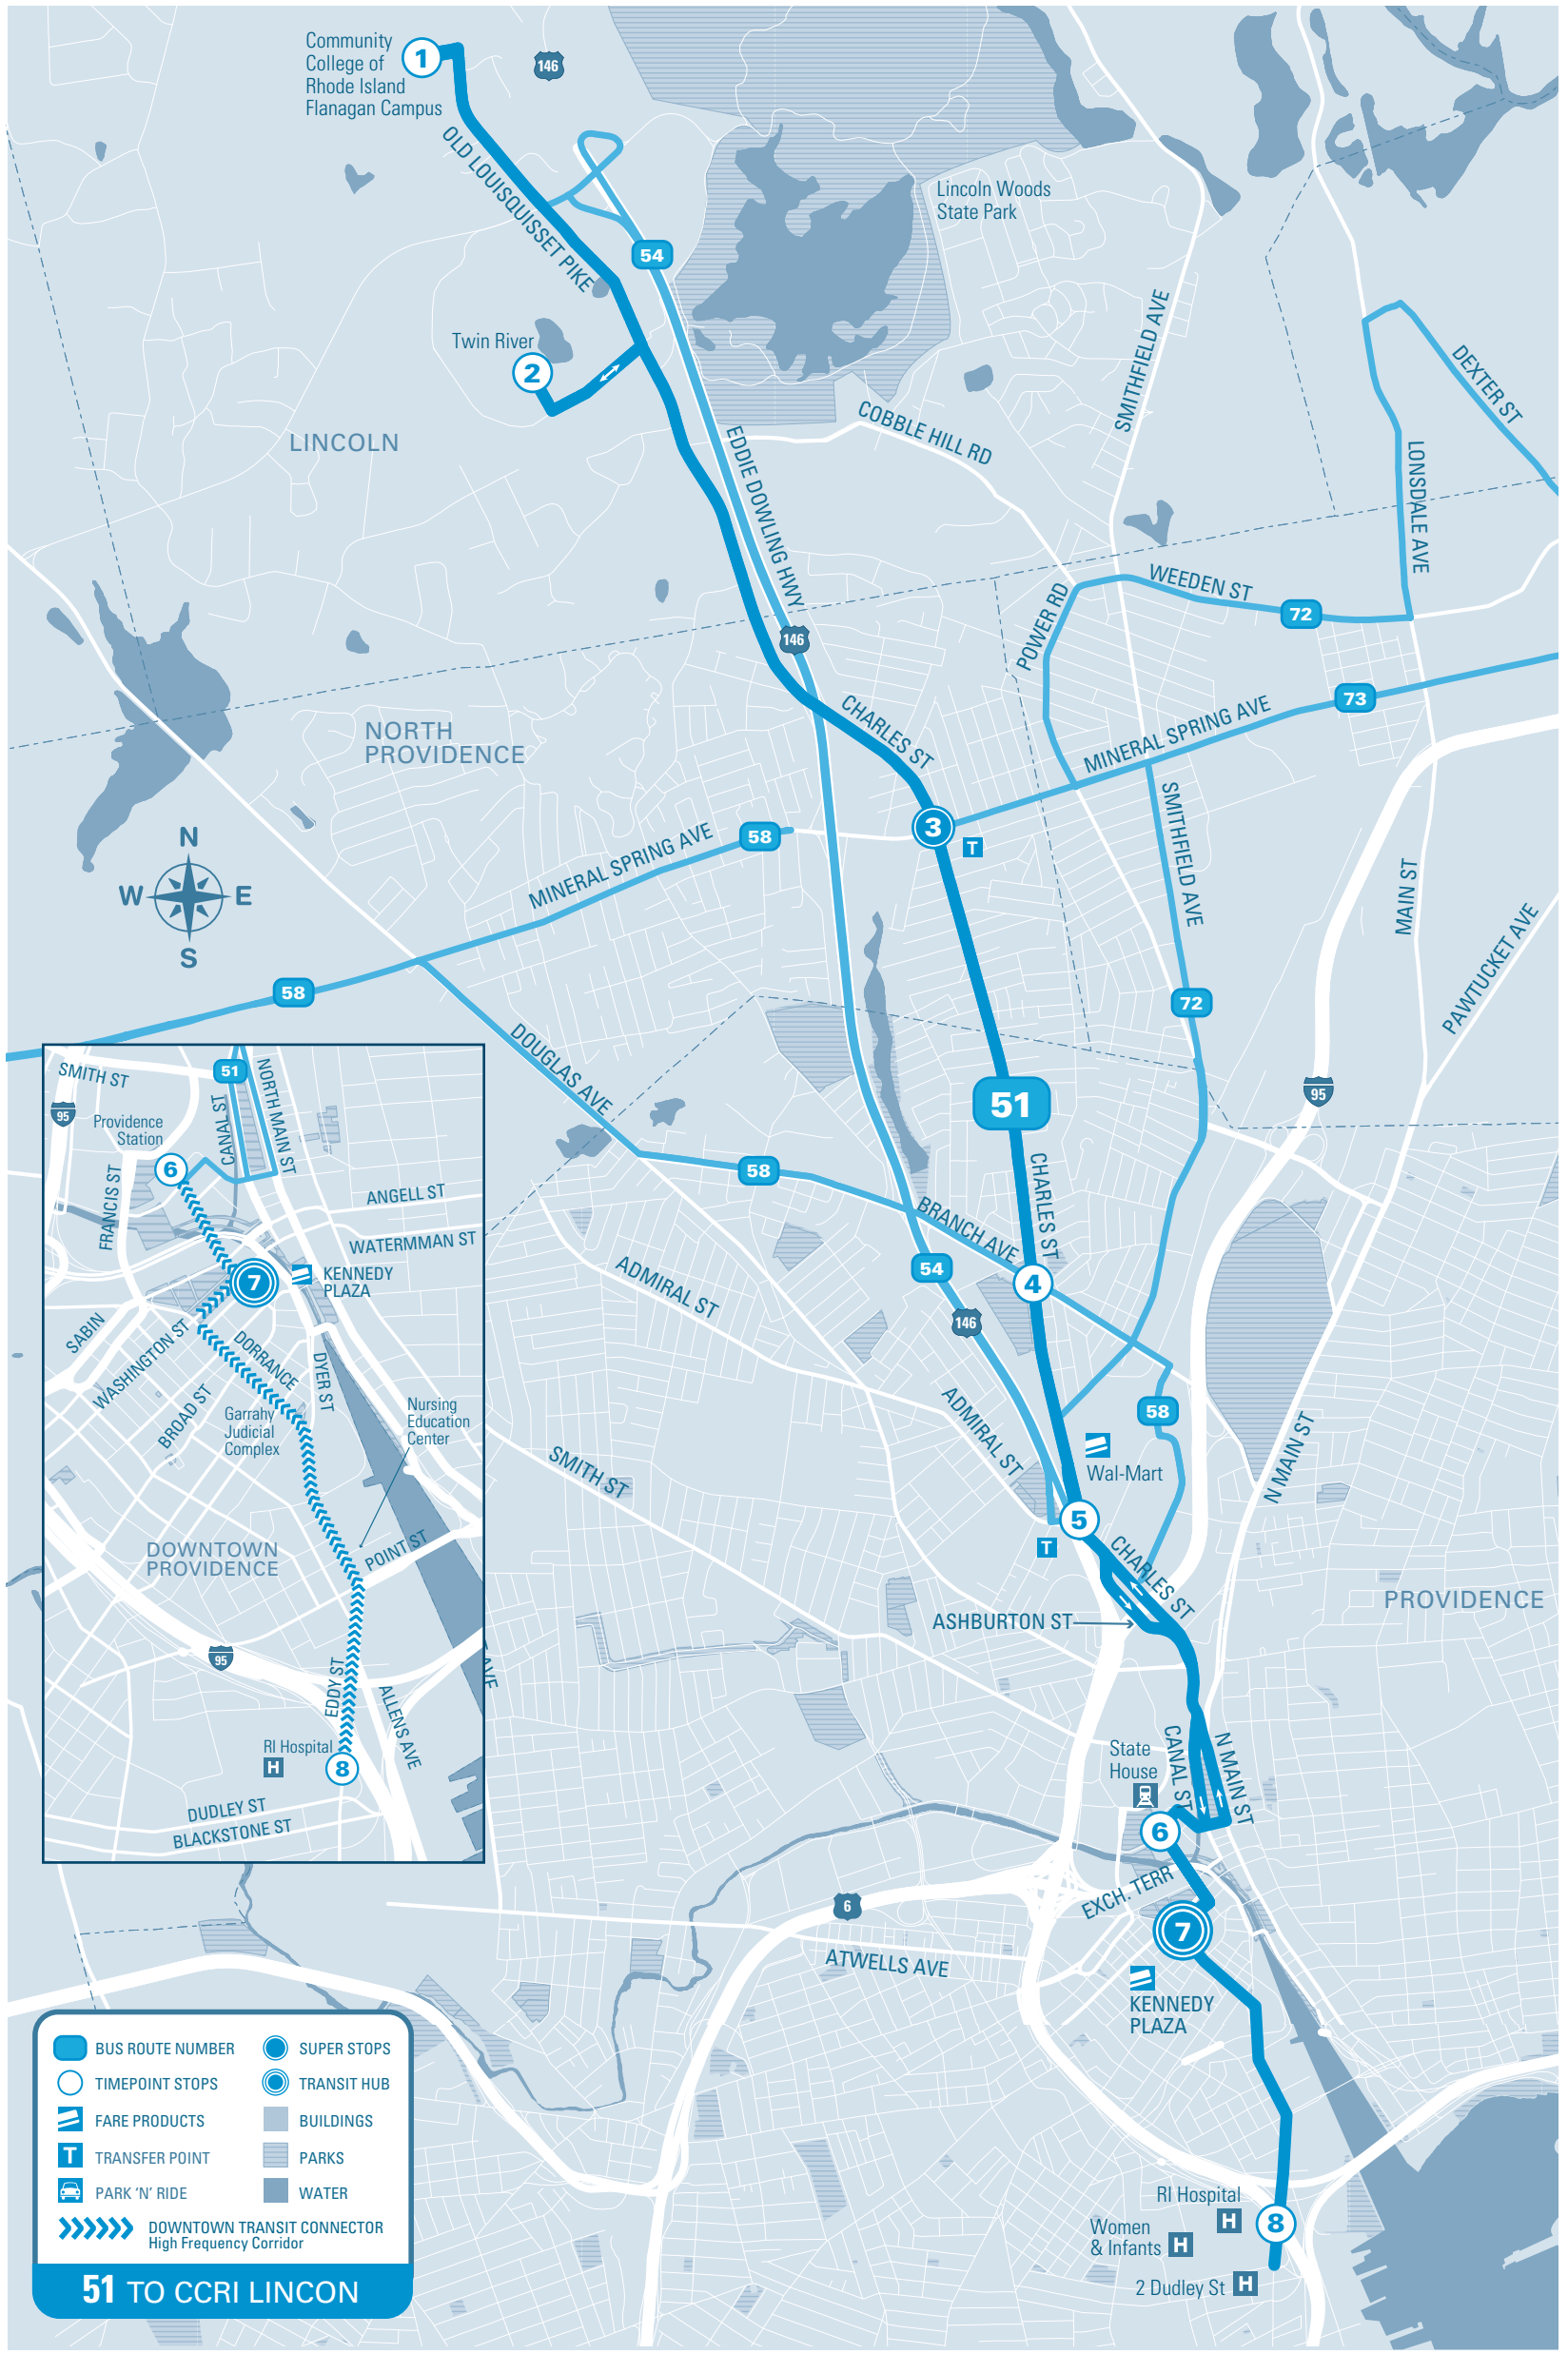 Community
College of
Rhode Island
Flanagan Campus
1
146
OLD LOUISQUISSET PIKE
54
Lincoln Woods
State Park
Twin River
2
LINCOLN
EDDIE DOWLING HWY
COBBLE HILL RD
SMITHFIELD AVE
DEXTER ST
LONSDALE AVE
WEEDEN ST
72
POWER RD
146
73
MINERAL SPRING AVE
CHARLES ST
NORTH
PROVIDENCE
3
T
58
MINERAL SPRING AVE
SMITHFIELD AVE
MAIN ST
PAWTUCKET AVE
N
W
E
S
58
72
DOUGLAS AVE
51
95
CHARLES ST
58
BRANCH AVE
54
4
146
ADMIRAL ST
ADMIRAL ST
58
Wal-Mart
N MAIN ST
SMITH ST
5
T
CHARLES ST
ASHBURTON ST
PROVIDENCE
State
House
CANAL ST
N MAIN ST
6
EXCH. TERR
7
6
ATWELLS AVE
KENNEDY
PLAZA
RI Hospital
H
8
Women
& Infants
H
2 Dudley St
H
SMITH ST
51
NORTH MAIN ST
95
Providence
Station
CANAL ST
6
FRANCIS ST
ANGELL ST
WATERMMAN ST
7
KENNEDY
PLAZA
SABIN
WASHINGTON ST
DORRANCE
DYER ST
BROAD ST
Garrahy
Judicial
Complex
Nursing
Education
Center
DOWNTOWN
PROVIDENCE
POINT ST
95
EDDY ST
ALLENS AVE
AVE
RI Hospital
H
8
DUDLEY ST
BLACKSTONE ST
BUS ROUTE NUMBER
SUPER STOPS
TIMEPOINT STOPS
TRANSIT HUB
FARE PRODUCTS
BUILDINGS
T
TRANSFER POINT
PARKS
PARK ‘N’ RIDE
WATER
DOWNTOWN TRANSIT CONNECTOR
High Frequency Corridor
51 TO CCRI LINCON